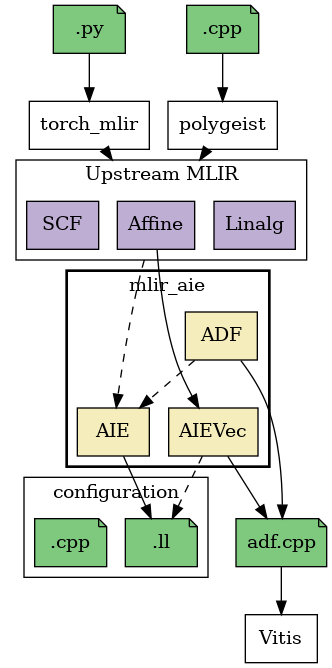 .py
.cpp
torch_mlir
polygeist
Upstream MLIR
SCF
Affine
Linalg
mlir_aie
ADF
AIE
AIEVec
configuration
.cpp
.ll
adf.cpp
Vitis